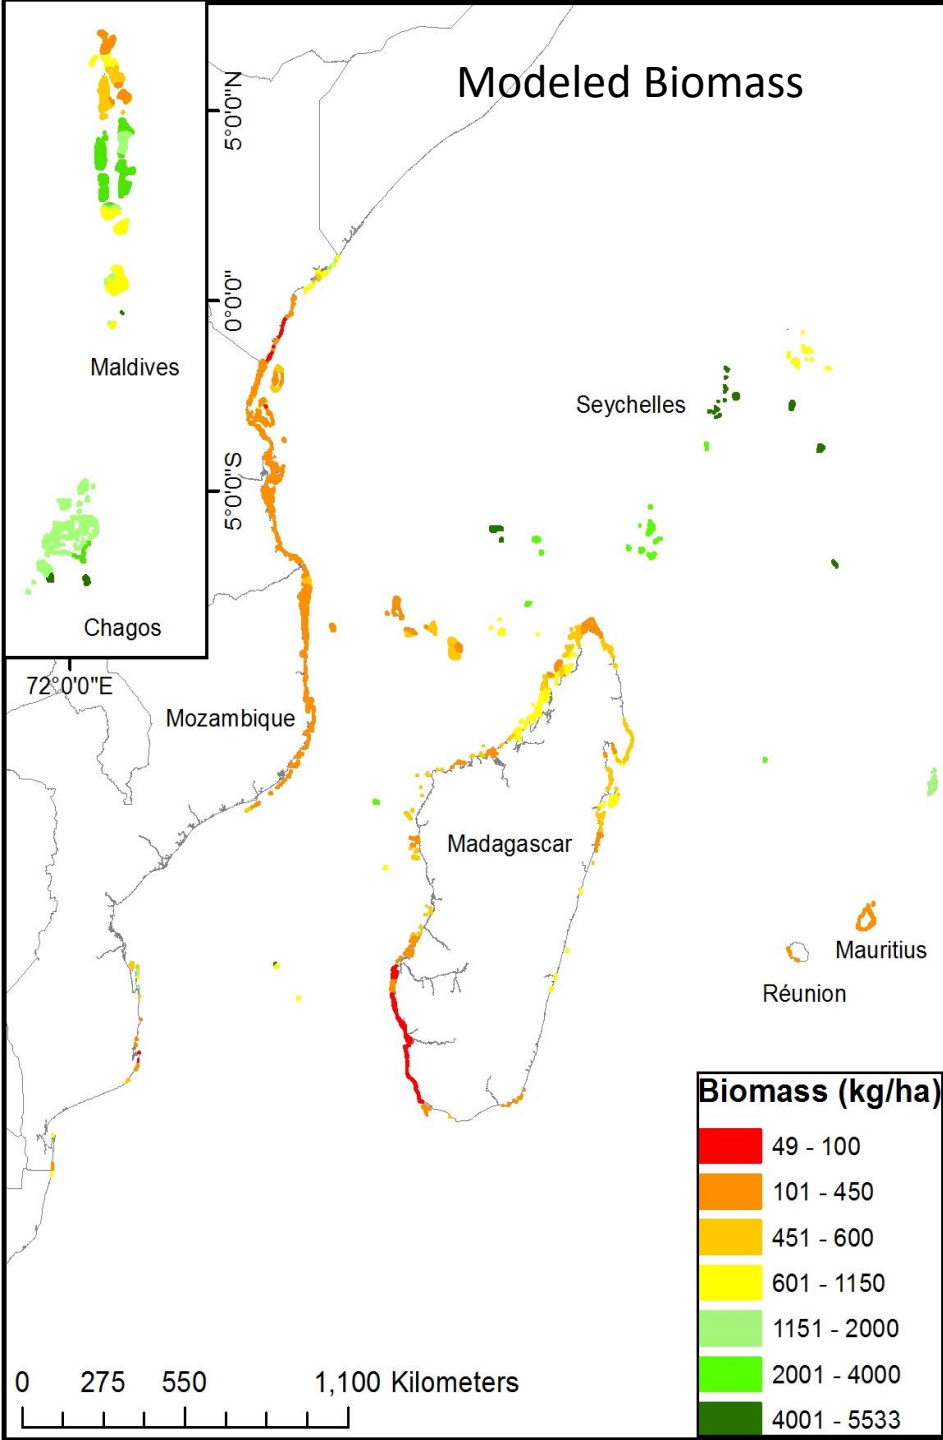 Modeled Biomass
5°0'0"N
0°0'0"
Maldives
Seychelles
5°0'0"S
Chagos
72°0'0"E
Mozambique
Madagascar
Mauritius
Réunion
Biomass (kg/ha)
49 - 100
101 - 450
451 - 600
601 - 1150
1151 - 2000
2001 - 4000
4001 - 5533
0 275 550 1,100 Kilometers